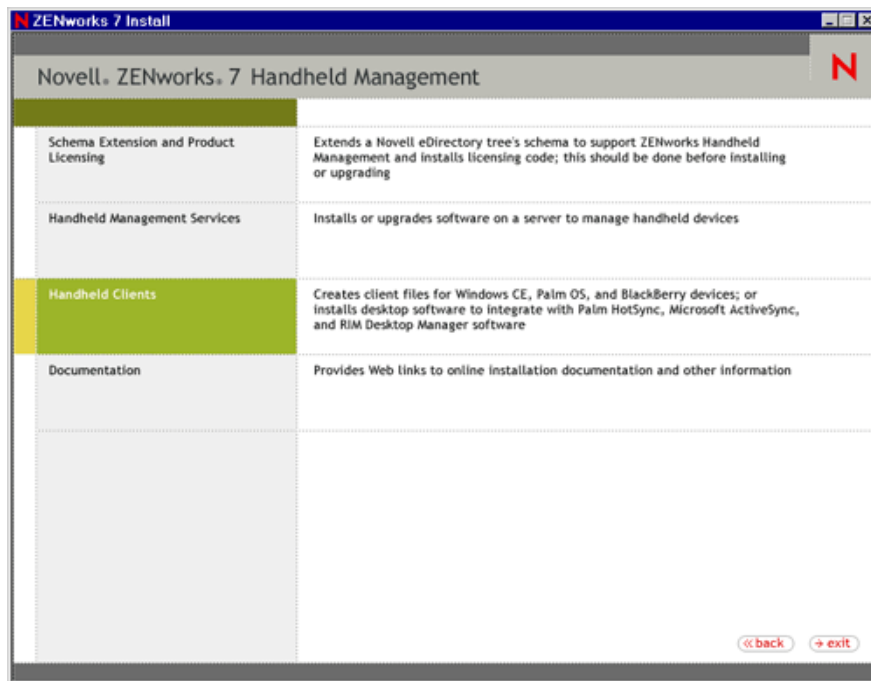 ZENworks 7 Install
Novell® ZENworks® 7 Handheld Management
N
Schema Extension and Product
Licensing
Extends a Novell eDirectory tree's schema to support ZENworks Handheld
Management and installs licensing code; this should be done before installing
or upgrading
Handheld Management Services
Installs or upgrades software on a server to manage handheld devices
Handheld Clients
Creates client files for Windows CE, Palm OS, and BlackBerry devices; or
installs desktop software to integrate with Palm HotSync, Microsoft ActiveSync,
and RIM Desktop Manager software
Documentation
Provides Web links to online installation documentation and other information
back
exit